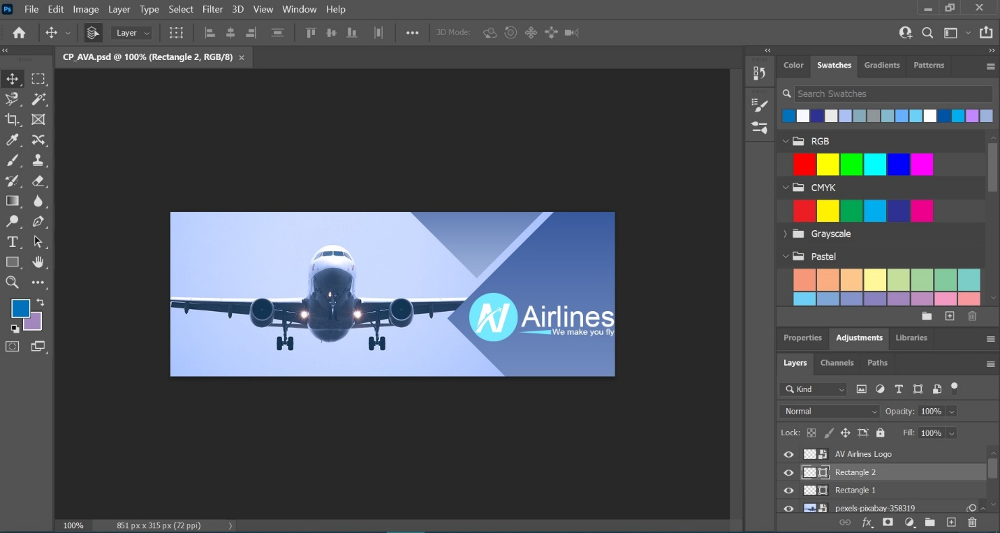 Ps File Edit Image Layer Type Select Filter 3D View Window Help
Layer 3D Mode:
CP_AVA.psd @ 100% (Rectangle 2, RGB/8) ×
Color Swatches Gradients Patterns
Search Swatches
RGB
CMYK
Grayscale
Pastel
AV Airlines
We make you fly
Properties Adjustments Libraries
Layers Channels Paths
Kind
Normal Opacity: 100%
Lock: Fill: 100%
AV Airlines Logo
Rectangle 2
Rectangle 1
pexels-pixabay-358319
fx
100% 851 px x 315 px (72 ppi)